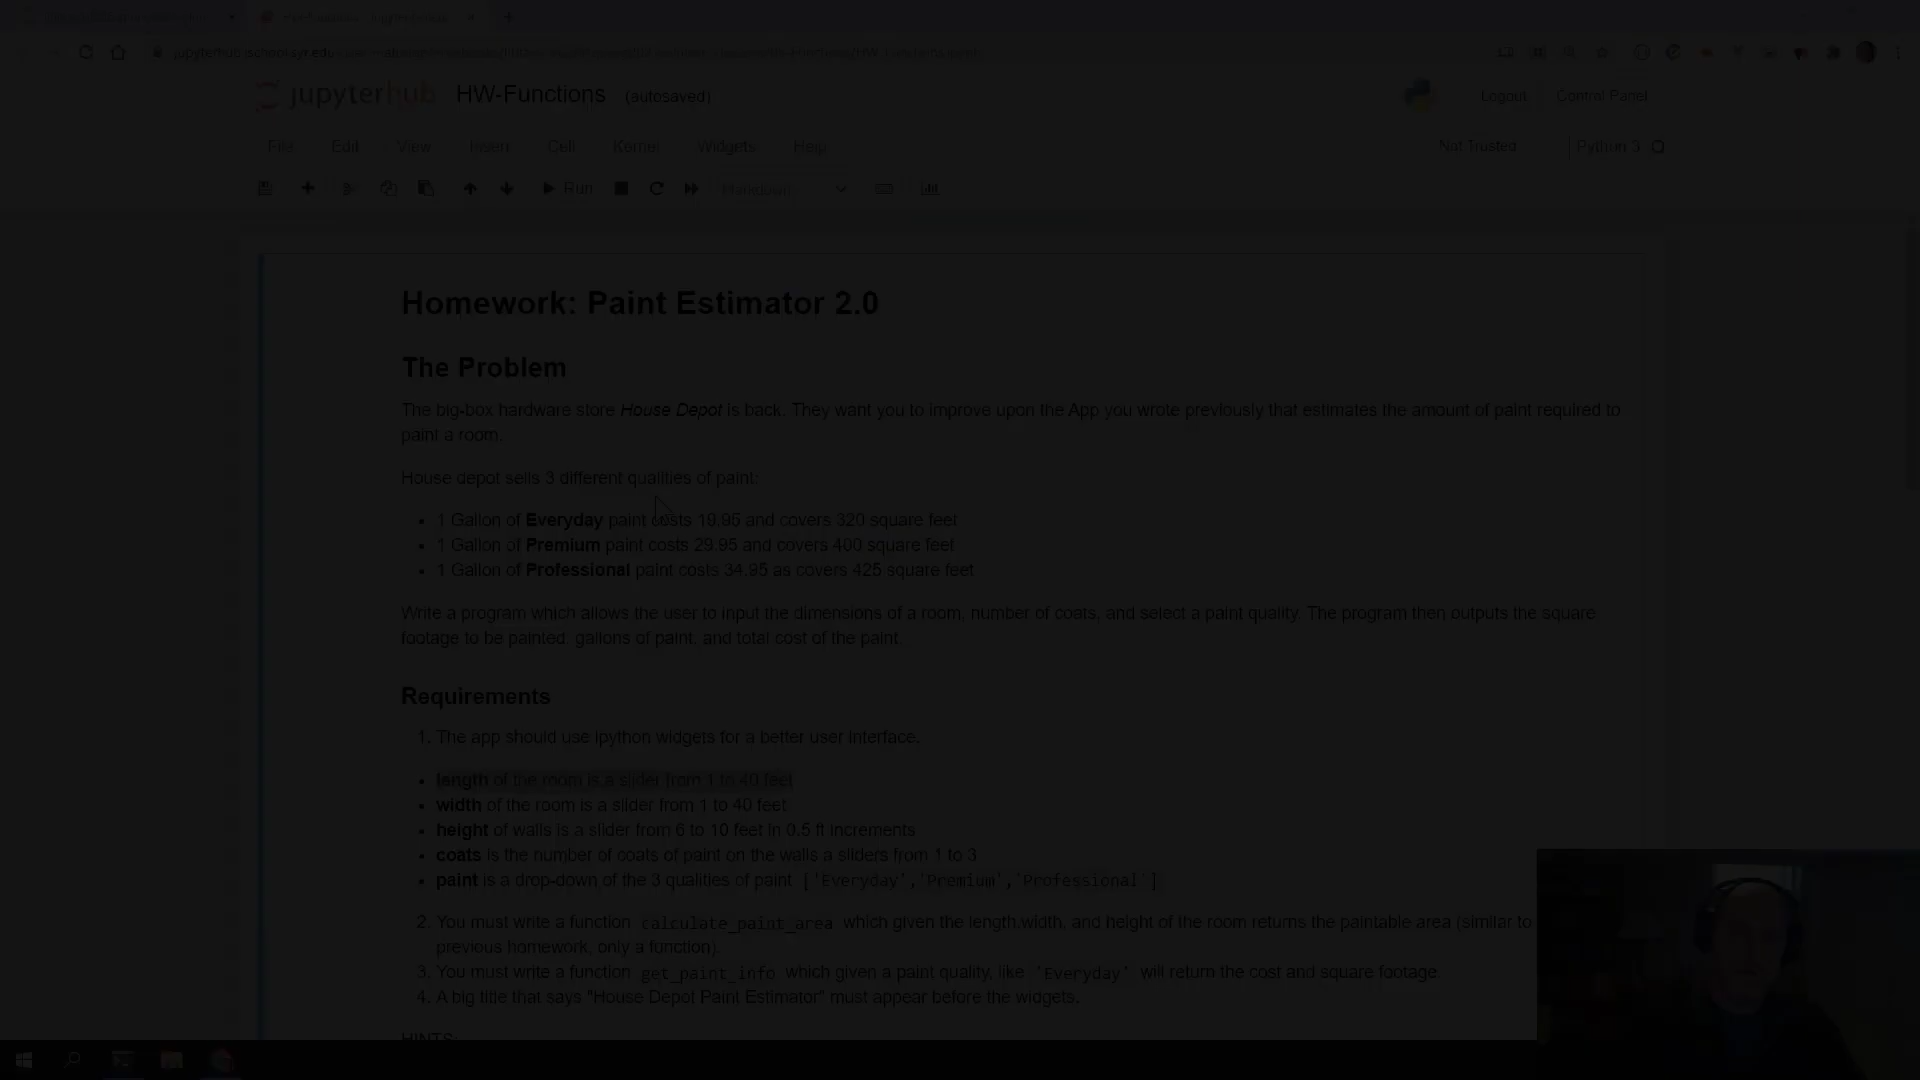 jupyterhub.ischool.syr.edu
jupyterhub HW-Functions (autosaved) Logout Control Panel
File Edit View Insert Cell Kernel Widgets Help Not Trusted Python 3
Run Markdown
Homework: Paint Estimator 2.0
The Problem
The big-box hardware store House Depot is back. They want you to improve upon the App you wrote previously that estimates the amount of paint required to
paint a room.
House depot sells 3 different qualities of paint:
• 1 Gallon of Everyday paint costs 19.95 and covers 320 square feet
• 1 Gallon of Premium paint costs 29.95 and covers 400 square feet
• 1 Gallon of Professional paint costs 34.95 as covers 425 square feet
Write a program which allows the user to input the dimensions of a room, number of coats, and select a paint quality. The program then outputs the square
footage to be painted, gallons of paint, and total cost of the paint.
Requirements
1. The app should use ipython widgets for a better user interface.
• length of the room is a slider from 1 to 40 feet
• width of the room is a slider from 1 to 40 feet
• height of walls is a slider from 6 to 10 feet in 0.5 ft increments
• coats is the number of coats of paint on the walls a sliders from 1 to 3
• paint is a drop-down of the 3 qualities of paint ['Everyday','Premium','Professional']
2. You must write a function calculate_paint_area which given the length,width, and height of the room returns the paintable area (similar to
previous homework, only a function).
3. You must write a function get_paint_info which given a paint quality, like 'Everyday' will return the cost and square footage.
4. A big title that says "House Depot Paint Estimator" must appear before the widgets.
HINTS: